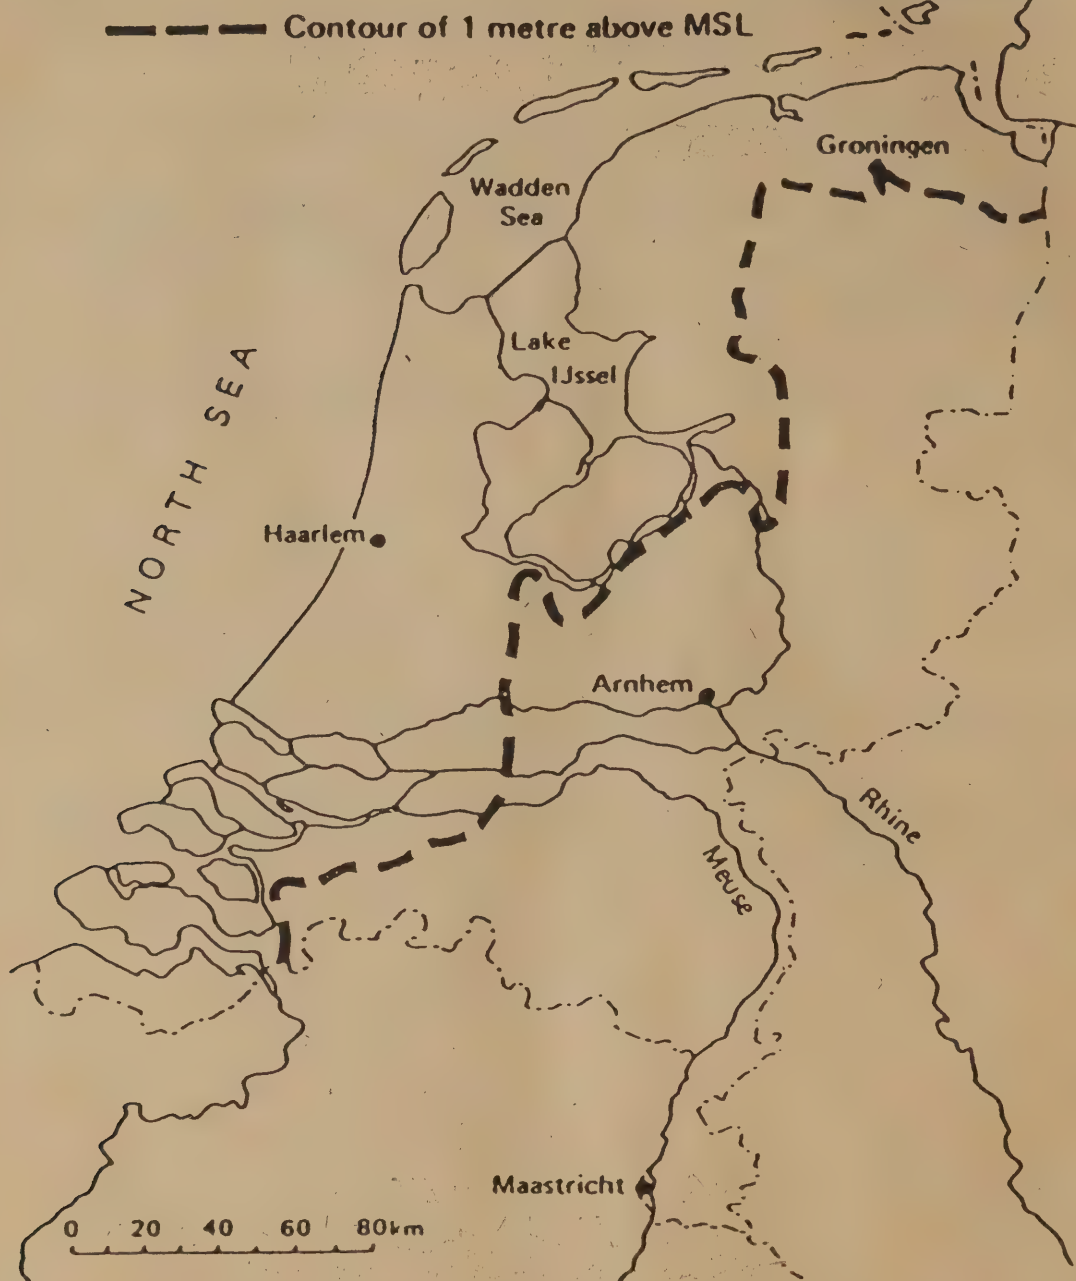 Contour of 1 metre above MSL
Groningen
Wadden
Sea
Lake
IJssel
NORTH SEA
Haarlem
Arnhem
Rhine
Meuse
Maastricht
0 20 40 60 80km